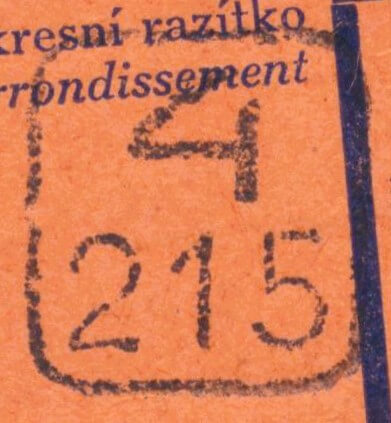 kresní razítko
rrondissement
4
215